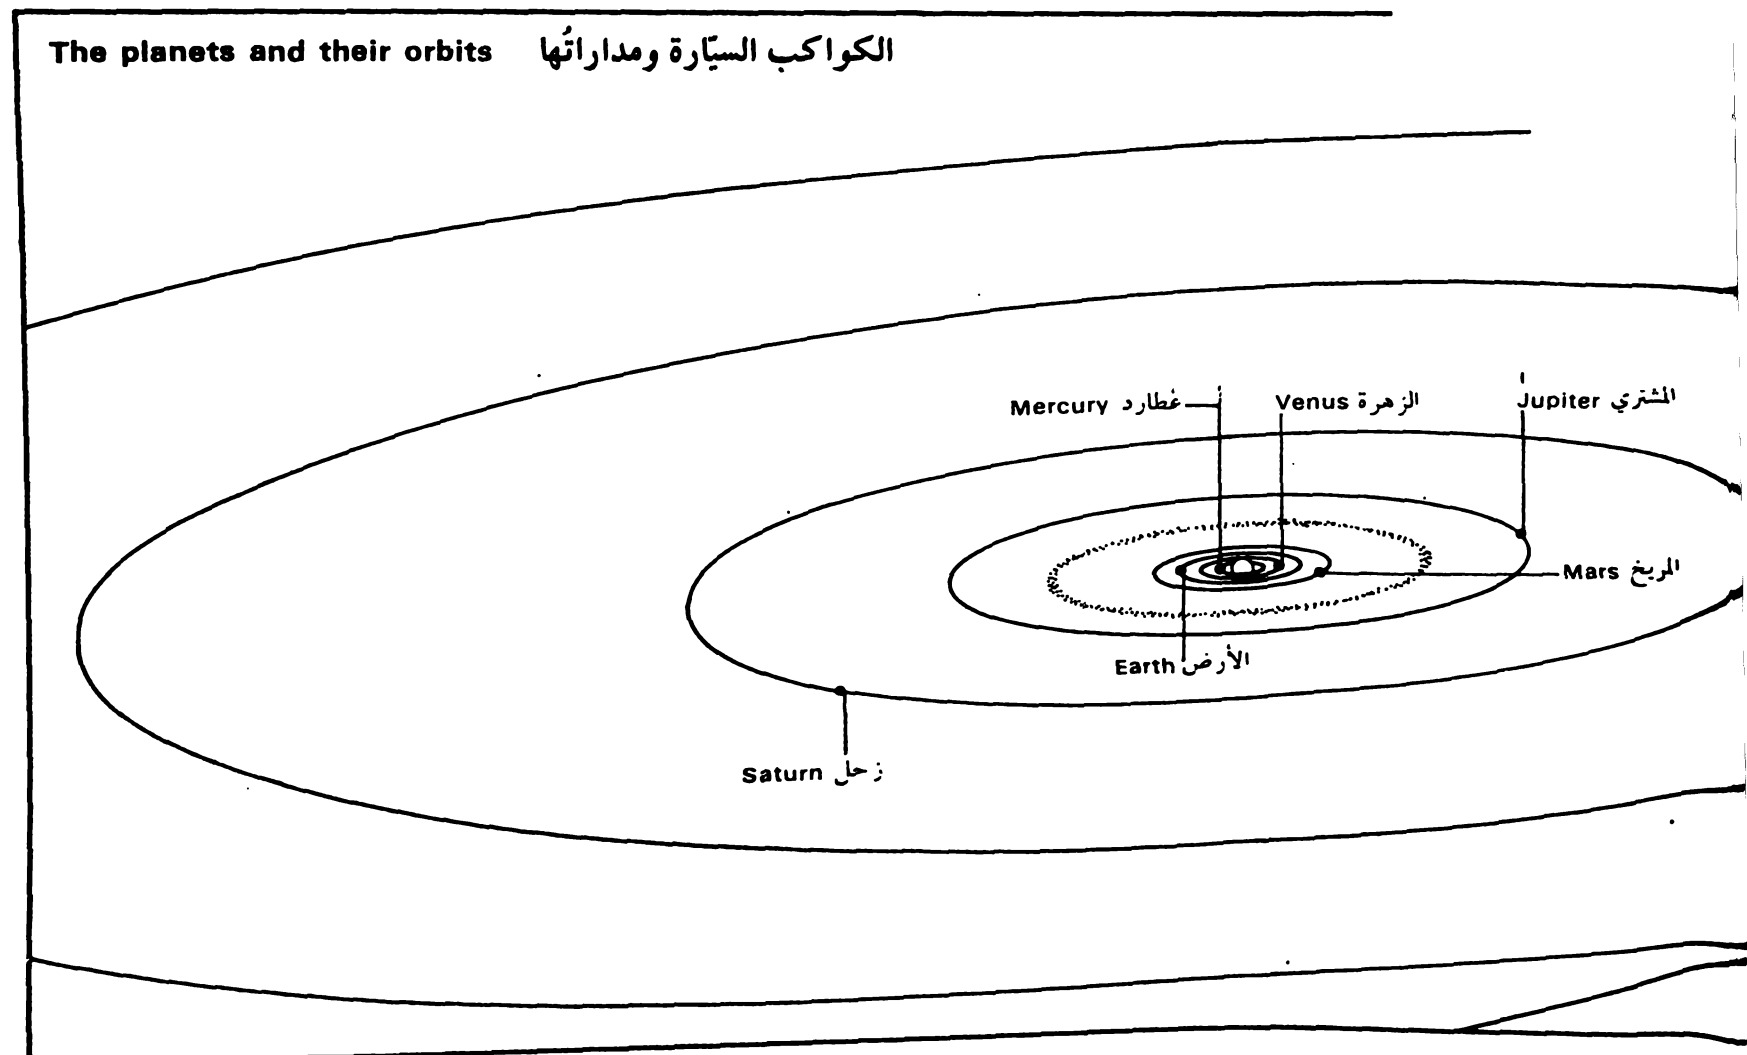 The planets and their orbits الكواكب السيّارة ومداراتُها
Mercury عُطارد
Venus الزهرة
Jupiter المشتري
Mars المريخ
Earth الأرض
Saturn زحل